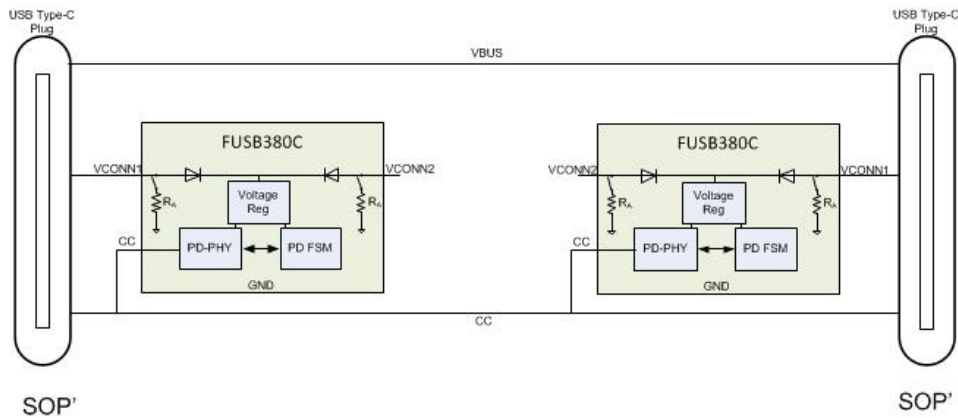 USB Type-C
Plug
USB Type-C
Plug
VBUS
FUSB380C
FUSB380C
VCONN1
VCONN2
VCONN2
VCONN1
RA
Voltage
Reg
RA
RA
Voltage
Reg
RA
CC
PD-PHY
PD FSM
CC
PD-PHY
PD FSM
GND
GND
CC
SOP'
SOP'